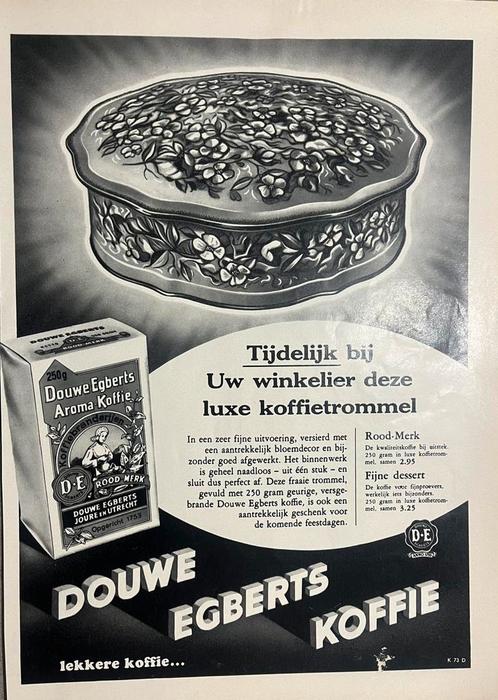 Tijdelijk bij
Uw winkelier deze
luxe koffietrommel
In een zeer fijne uitvoering, versierd met
een aantrekkelijk bloemdecor en bij-
zonder goed afgewerkt. Het binnenwerk
is geheel naadloos - uit één stuk - en
sluit dus perfect af. Deze fraaie trommel,
gevuld met 250 gram geurige, versge-
brande Douwe Egberts koffie, is ook een
aantrekkelijk geschenk voor
de komende feestdagen.
Rood-Merk
De kwaliteitskoffie bij uitstek.
250 gram in luxe koffietrom-
mel, samen 2.95
Fijne dessert
De koffie voor fijnproevers,
werkelijk iets bijzonders.
250 gram in luxe koffietrom-
mel, samen 3.25
D·E
DOUWE EGBERTS
D·E
ROOD-MERK
250g
Douwe Egberts
Aroma-Koffie
D·E
ROOD MERK
DOUWE EGBERTS
JOURE EN UTRECHT
Opgericht 1753
DOUWE
EGBERTS
KOFFIE
lekkere koffie...
K 73 D